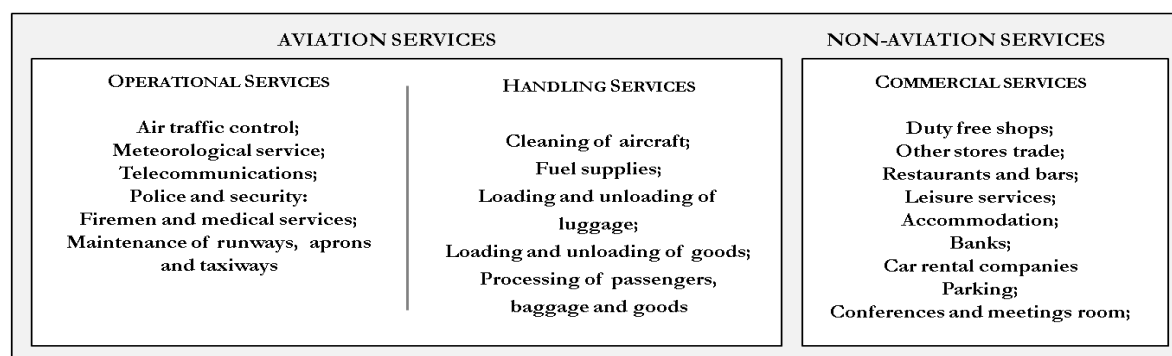 AVIATION SERVICES
NON-AVIATION SERVICES
OPERATIONAL SERVICES
Air traffic control;
Meteorological service;
Telecommunications;
Police and security:
Firemen and medical services;
Maintenance of runways, aprons
and taxiways
HANDLING SERVICES
Cleaning of aircraft;
Fuel supplies;
Loading and unloading of
luggage;
Loading and unloading of goods;
Processing of passengers,
baggage and goods
COMMERCIAL SERVICES
Duty free shops;
Other stores trade;
Restaurants and bars;
Leisure services;
Accommodation;
Banks;
Car rental companies
Parking;
Conferences and meetings room;